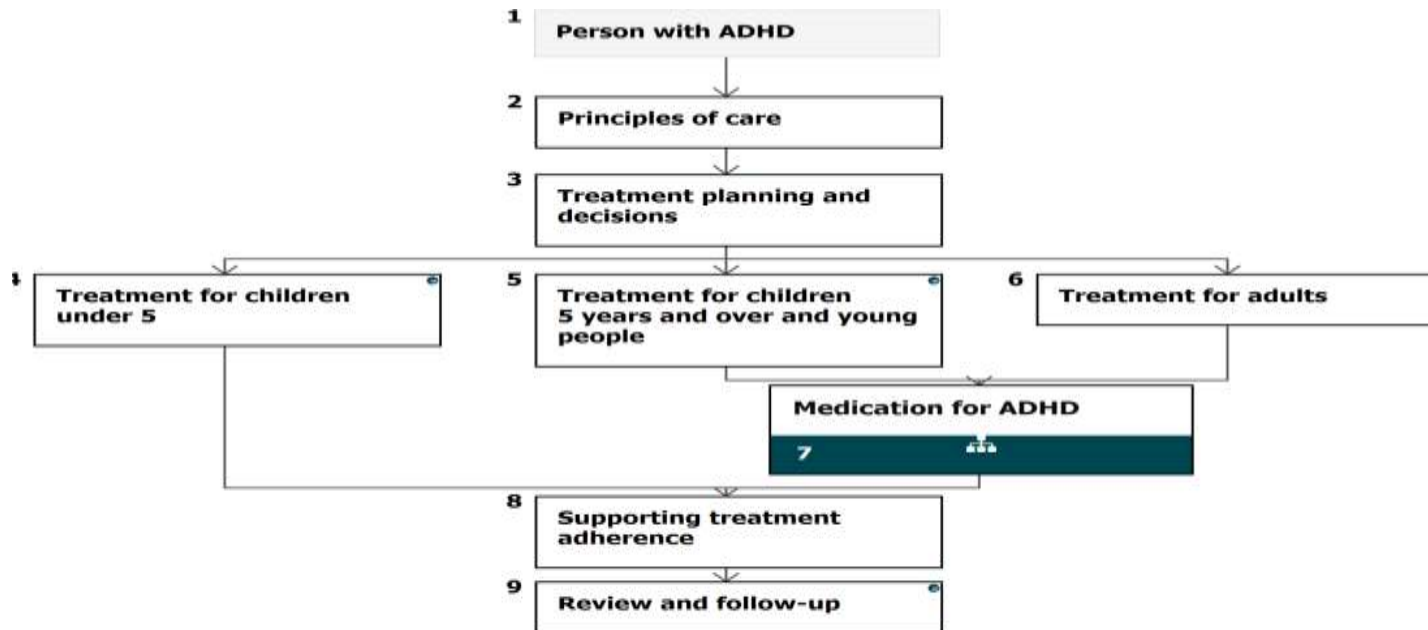 1
Person with ADHD
2
Principles of care
3
Treatment planning and
decisions
4
Treatment for children
under 5
5
Treatment for children
5 years and over and young
people
6
Treatment for adults
Medication for ADHD
7
8
Supporting treatment
adherence
9
Review and follow-up